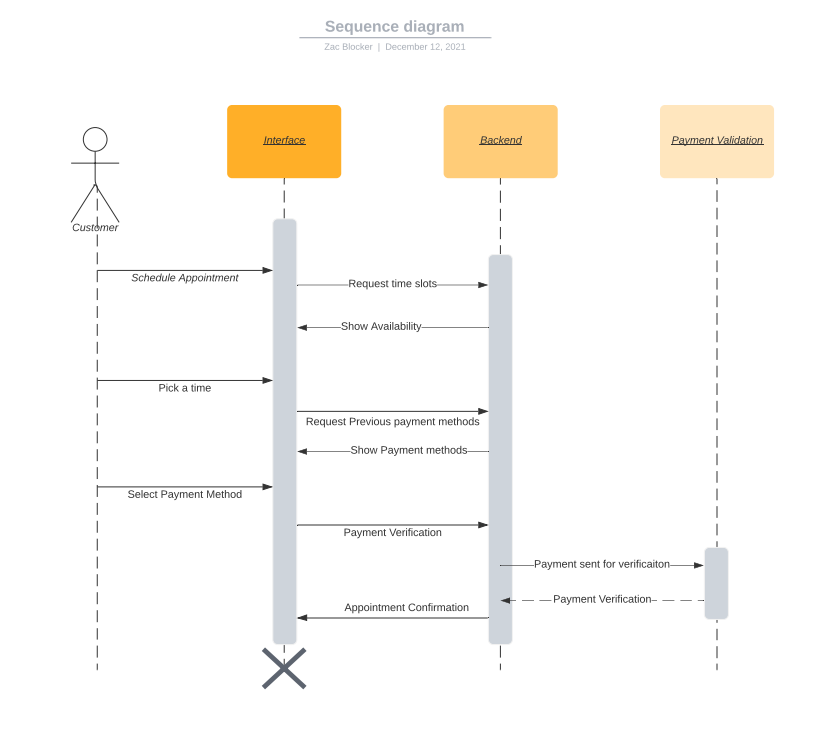 Sequence diagram
Zac Blocker | December 12, 2021
Interface
Backend
Payment Validation
Customer
Schedule Appointment
Request time slots
Show Availability
Pick a time
Request Previous payment methods
Show Payment methods
Select Payment Method
Payment Verification
Payment sent for verificaiton
Payment Verification
Appointment Confirmation